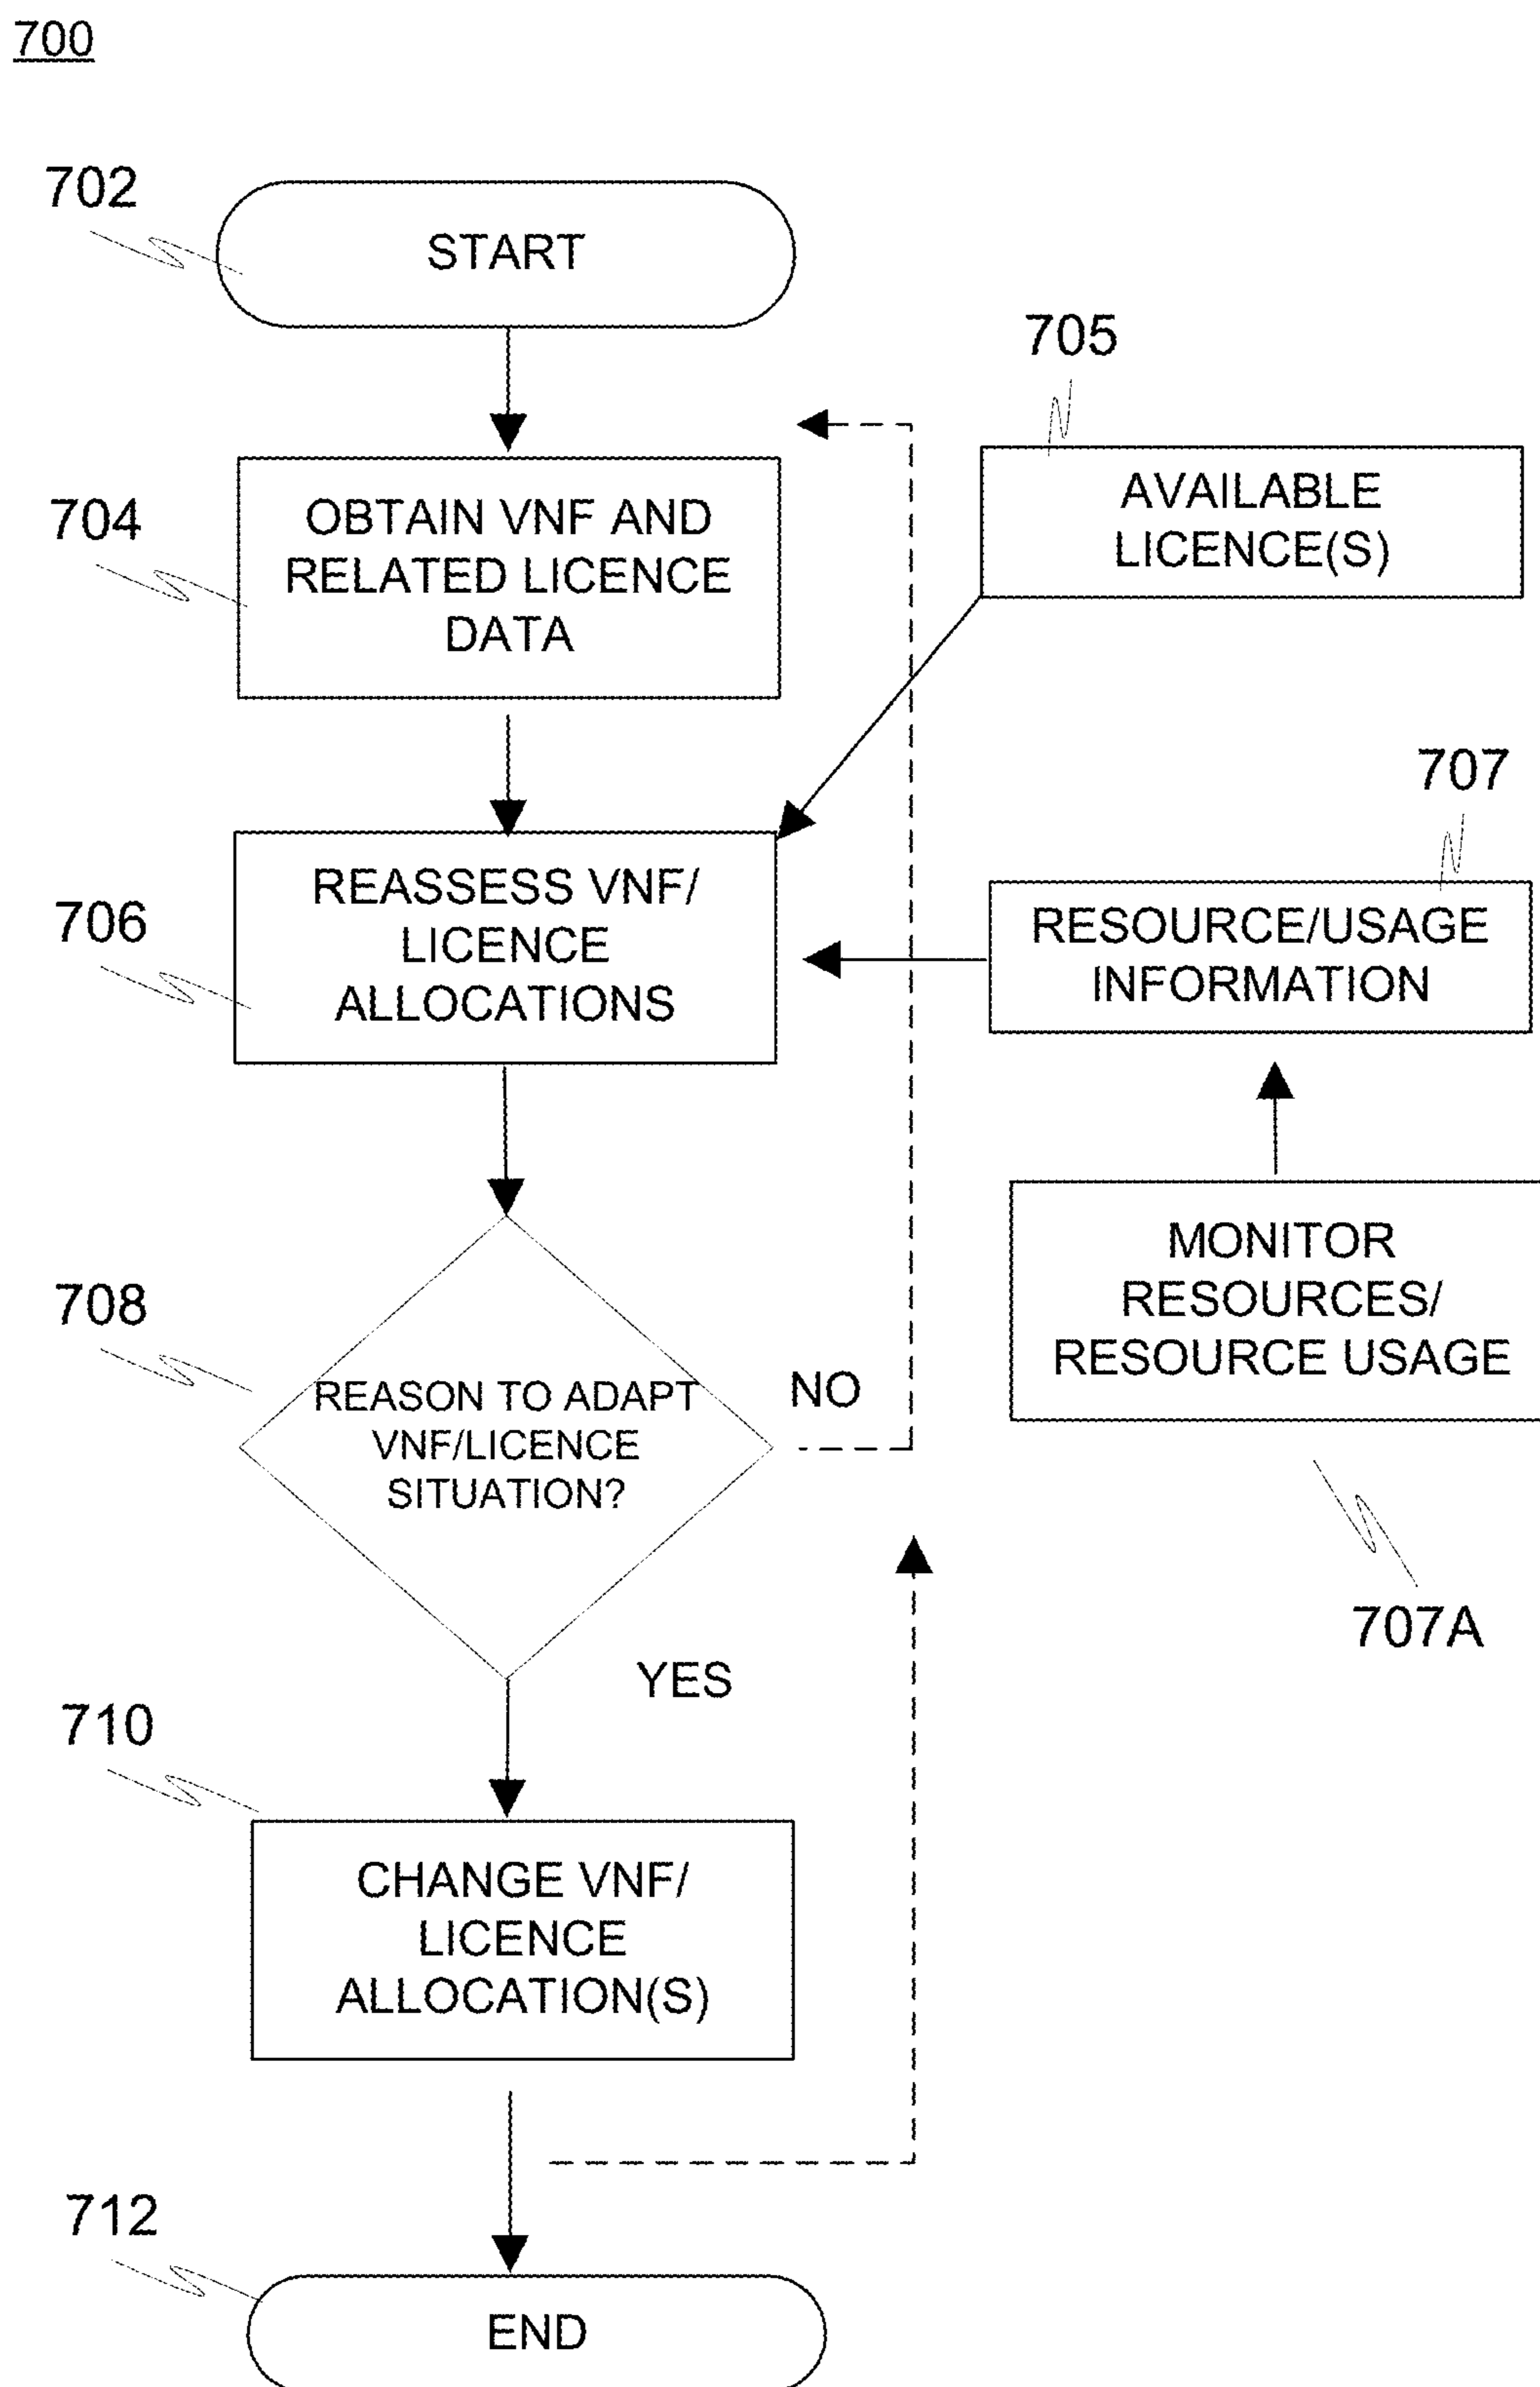 700
702
START
705
AVAILABLE
LICENCE(S)
704
OBTAIN VNF AND
RELATED LICENCE
DATA
707
706
REASSESS VNF/
LICENCE
ALLOCATIONS
RESOURCE/USAGE
INFORMATION
MONITOR
RESOURCES/
RESOURCE USAGE
707A
708
REASON TO ADAPT
VNF/LICENCE
SITUATION?
NO
YES
710
CHANGE VNF/
LICENCE
ALLOCATION(S)
712
END